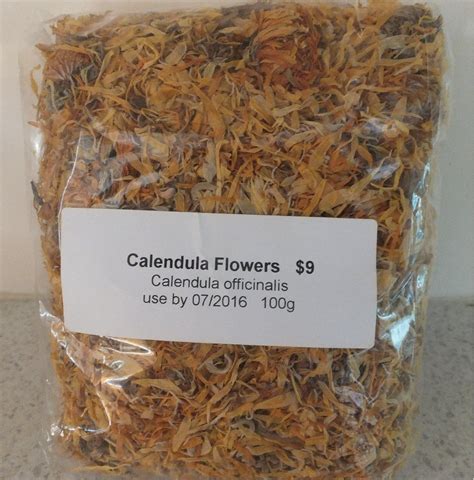 Calendula Flowers $9
Calendula officinalis
use by 07/2016 100g